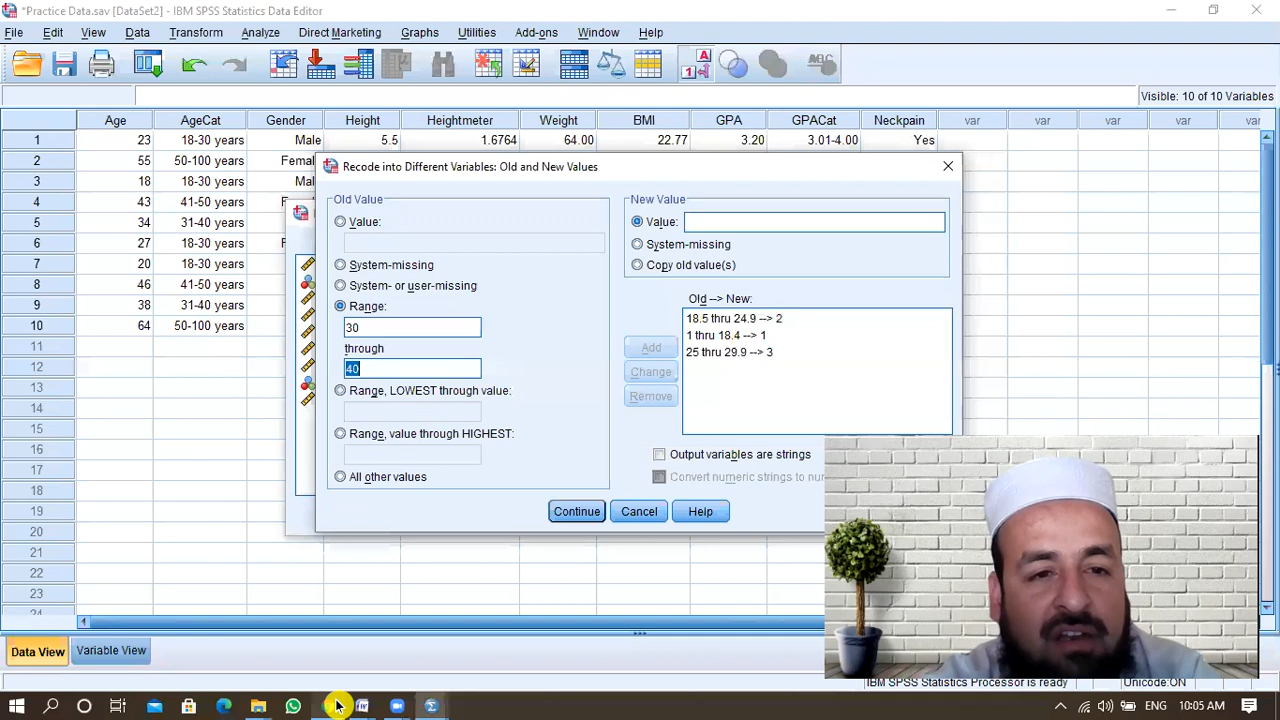 *Practice Data.sav [DataSet2] - IBM SPSS Statistics Data Editor
File Edit View Data Transform Analyze Direct Marketing Graphs Utilities Add-ons Window Help
Visible: 10 of 10 Variables
Age AgeCat Gender Height Heightmeter Weight BMI GPA GPACat Neckpain var var var var
1 23 18-30 years Male 5.5 1.6764 64.00 22.77 3.20 3.01-4.00 Yes
2 55 50-100 years Femal
3 18 18-30 years Mal
4 43 41-50 years F
5 34 31-40 years
6 27 18-30 years F
7 20 18-30 years
8 46 41-50 years
9 38 31-40 years
10 64 50-100 years
11
12
13
14
15
16
17
18
19
20
21
22
23
24
Recode into Different Variables: Old and New Values
Old Value
Value:
System-missing
System- or user-missing
Range:
30
through
40
Range, LOWEST through value:
Range, value through HIGHEST:
All other values
New Value
Value:
System-missing
Copy old value(s)
Old --> New:
18.5 thru 24.9 --> 2
1 thru 18.4 --> 1
25 thru 29.9 --> 3
Add
Change
Remove
Output variables are strings
Convert numeric strings to nu
Continue Cancel Help
Data View Variable View
IBM SPSS Statistics Processor is ready Unicode:ON
10:05 AM